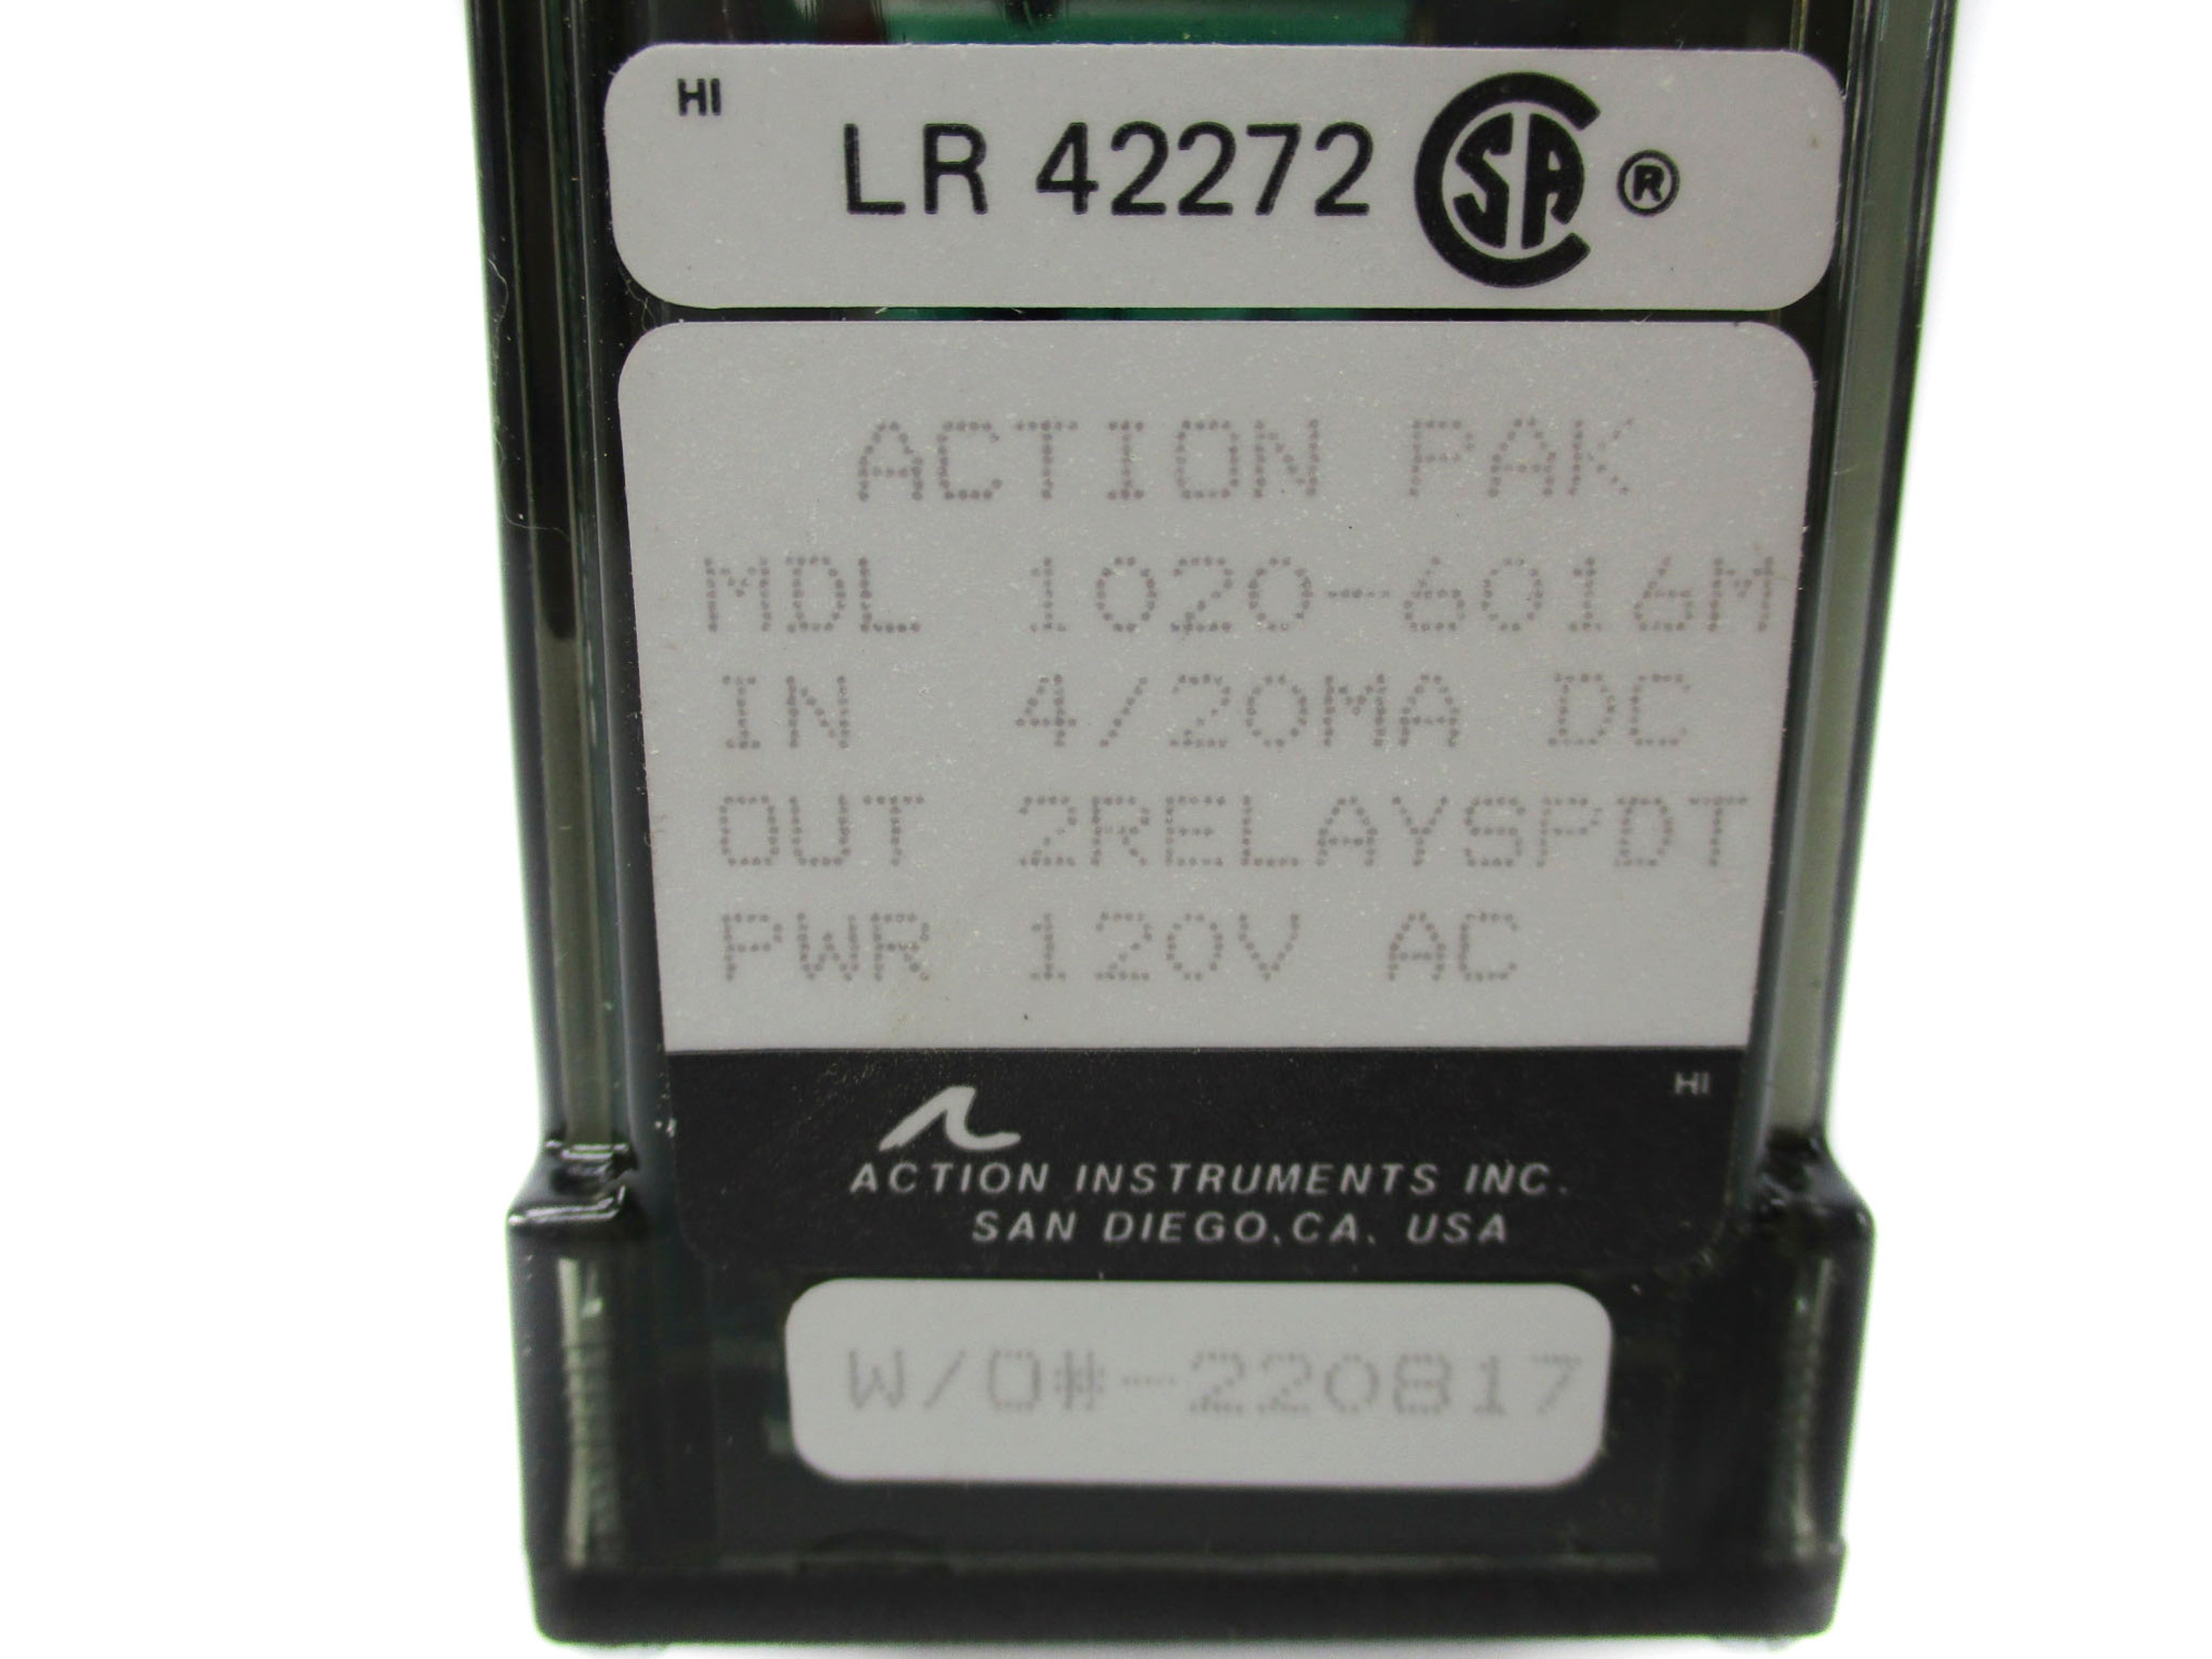 HI
LR 42272 CSA ®
ACTION PAK
MDL 1020-6016M
IN 4/20MA DC
OUT 2RELAYSPDT
PWR 120V AC
HI
ACTION INSTRUMENTS INC.
SAN DIEGO, CA. USA
W/O#-220817